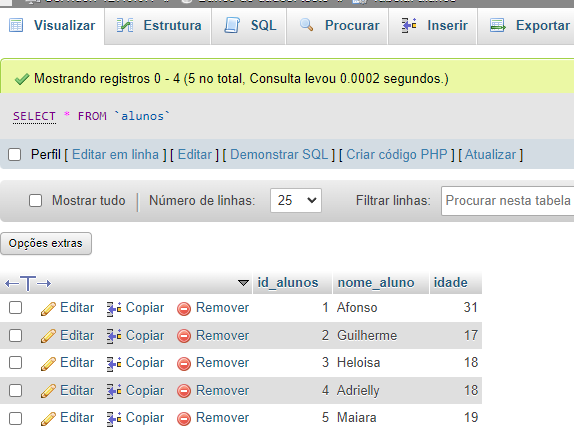 Visualizar Estrutura SQL Procurar Inserir Exportar
Mostrando registros 0 - 4 (5 no total, Consulta levou 0.0002 segundos.)
SELECT * FROM `alunos`
Perfil [ Editar em linha ] [ Editar ] [ Demonstrar SQL ] [ Criar código PHP ] [ Atualizar ]
Mostrar tudo | Número de linhas: 25 Filtrar linhas: Procurar nesta tabela
Opções extras
←T→ id_alunos nome_aluno idade
Editar Copiar Remover 1 Afonso 31
Editar Copiar Remover 2 Guilherme 17
Editar Copiar Remover 3 Heloisa 18
Editar Copiar Remover 4 Adrielly 18
Editar Copiar Remover 5 Maiara 19